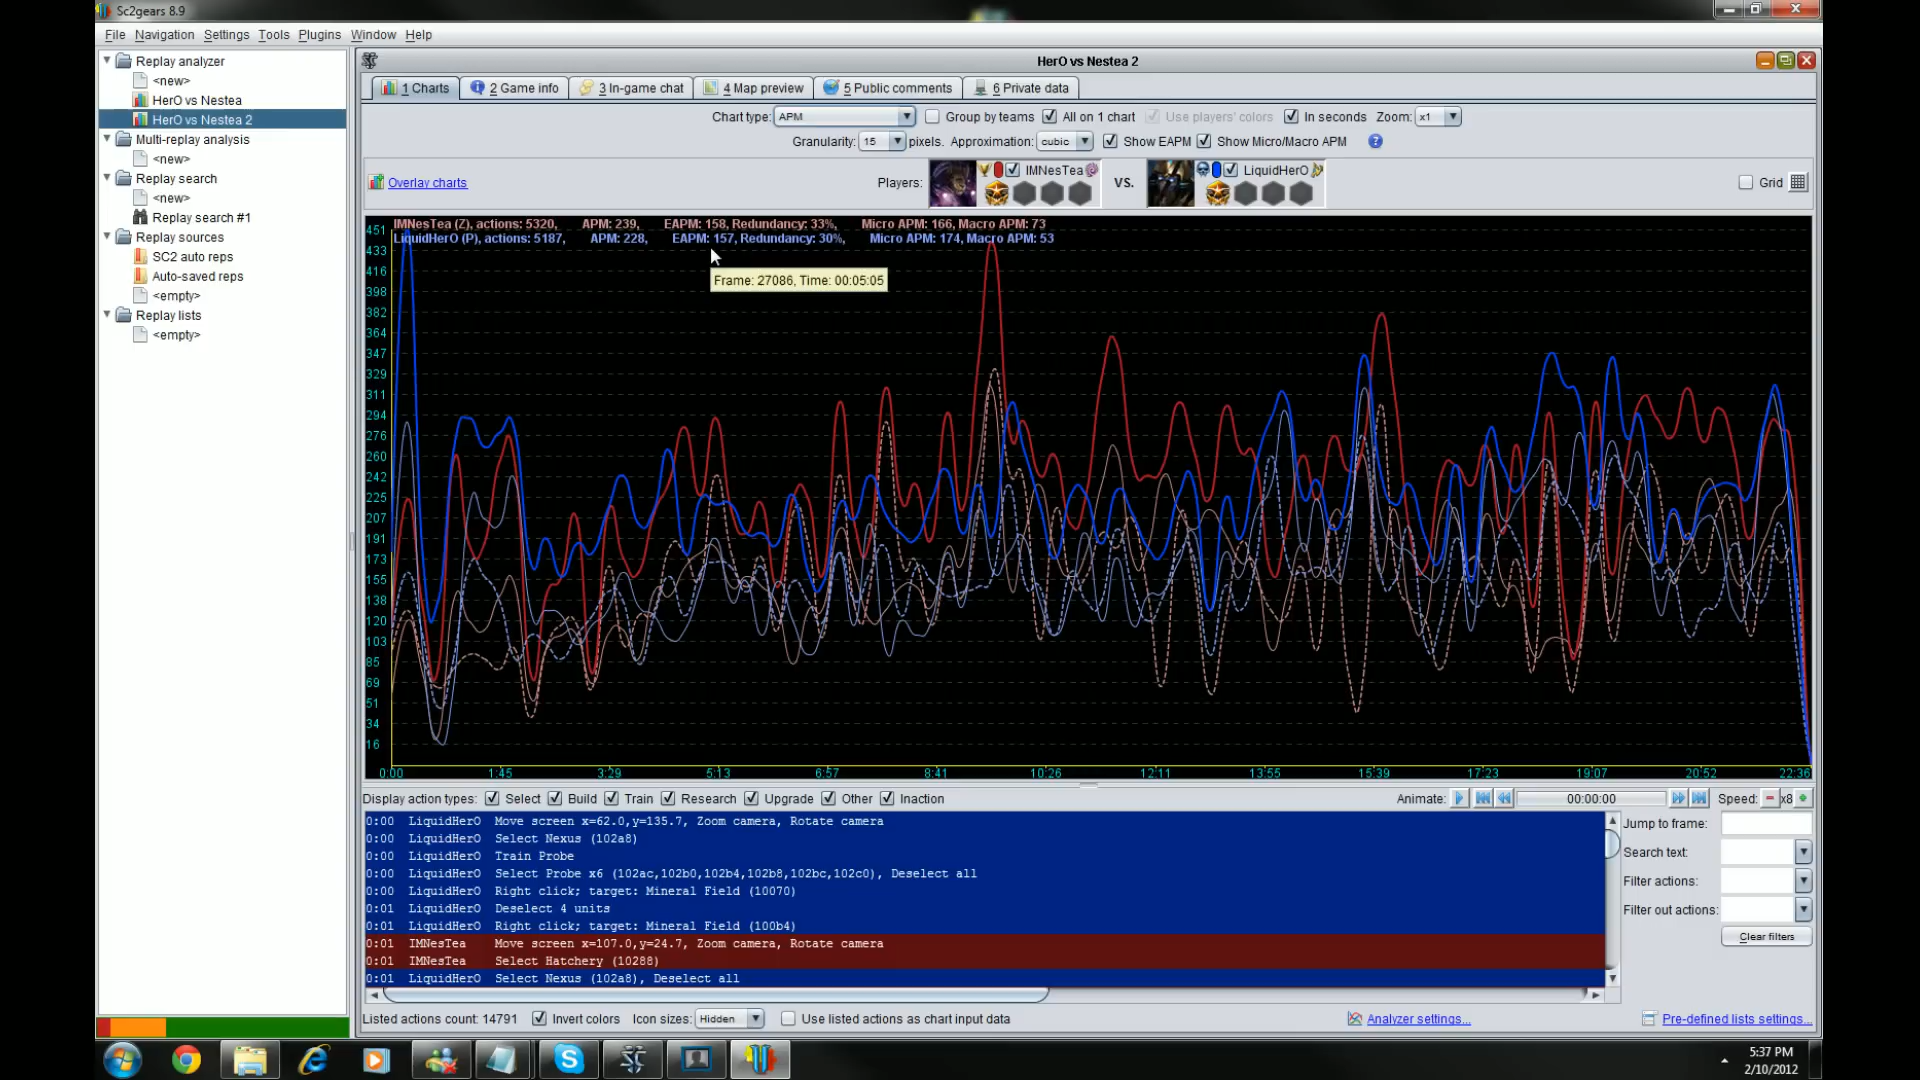 Sc2gears 8.9
File Navigation Settings Tools Plugins Window Help
Replay analyzer
<new>
HerO vs Nestea
HerO vs Nestea 2
Multi-replay analysis
<new>
Replay search
<new>
Replay search #1
Replay sources
SC2 auto reps
Auto-saved reps
<empty>
Replay lists
<empty>
HerO vs Nestea 2
1 Charts 2 Game info 3 In-game chat 4 Map preview 5 Public comments 6 Private data
Chart type: APM Group by teams All on 1 chart Use players' colors In seconds Zoom: x1
Granularity: 15 pixels. Approximation: cubic Show EAPM Show Micro/Macro APM ?
Overlay charts Players: IMNesTea VS. LiquidHerO Grid
IMNesTea (Z), actions: 5320, APM: 239, EAPM: 158, Redundancy: 33%, Micro APM: 166, Macro APM: 73
LiquidHerO (P), actions: 5187, APM: 228, EAPM: 157, Redundancy: 30%, Micro APM: 174, Macro APM: 53
Frame: 27086, Time: 00:05:05
451
433
416
398
382
364
347
329
311
294
276
260
242
225
207
191
173
155
138
120
103
85
69
51
34
16
0:00 1:45 3:29 5:13 6:57 8:41 10:26 12:11 13:55 15:39 17:23 19:07 20:52 22:36
Display action types: Select Build Train Research Upgrade Other Inaction Animate: 00:00:00 Speed: x8
0:00 LiquidHerO Move screen x=62.0,y=135.7, Zoom camera, Rotate camera
0:00 LiquidHerO Select Nexus (102a8)
0:00 LiquidHerO Train Probe
0:00 LiquidHerO Select Probe x6 (102ac,102b0,102b4,102b8,102bc,102c0), Deselect all
0:00 LiquidHerO Right click; target: Mineral Field (10070)
0:01 LiquidHerO Deselect 4 units
0:01 LiquidHerO Right click; target: Mineral Field (100b4)
0:01 IMNesTea Move screen x=107.0,y=24.7, Zoom camera, Rotate camera
0:01 IMNesTea Select Hatchery (10288)
0:01 LiquidHerO Select Nexus (102a8), Deselect all
Jump to frame:
Search text:
Filter actions:
Filter out actions:
Clear filters
Listed actions count: 14791 Invert colors Icon sizes: Hidden Use listed actions as chart input data Analyzer settings... Pre-defined lists settings...
5:37 PM
2/10/2012